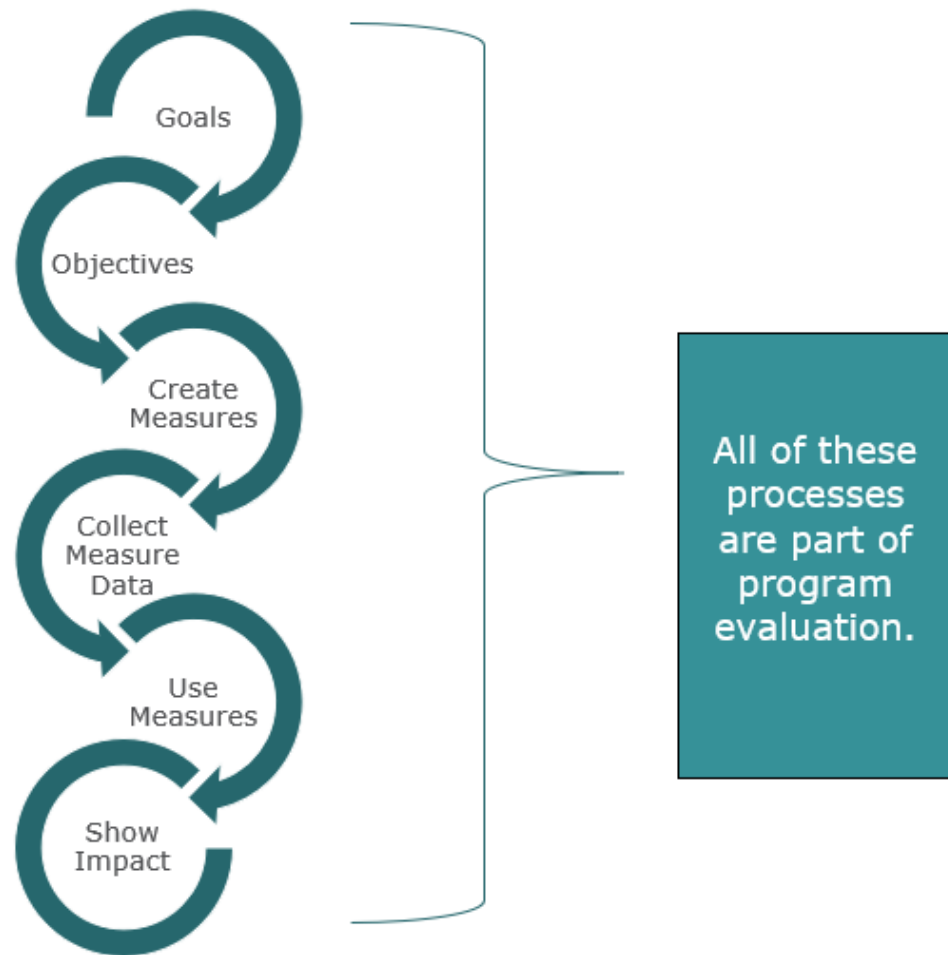 Goals
Objectives
Create
Measures
Collect
Measure
Data
Use
Measures
Show
Impact
All of these
processes
are part of
program
evaluation.